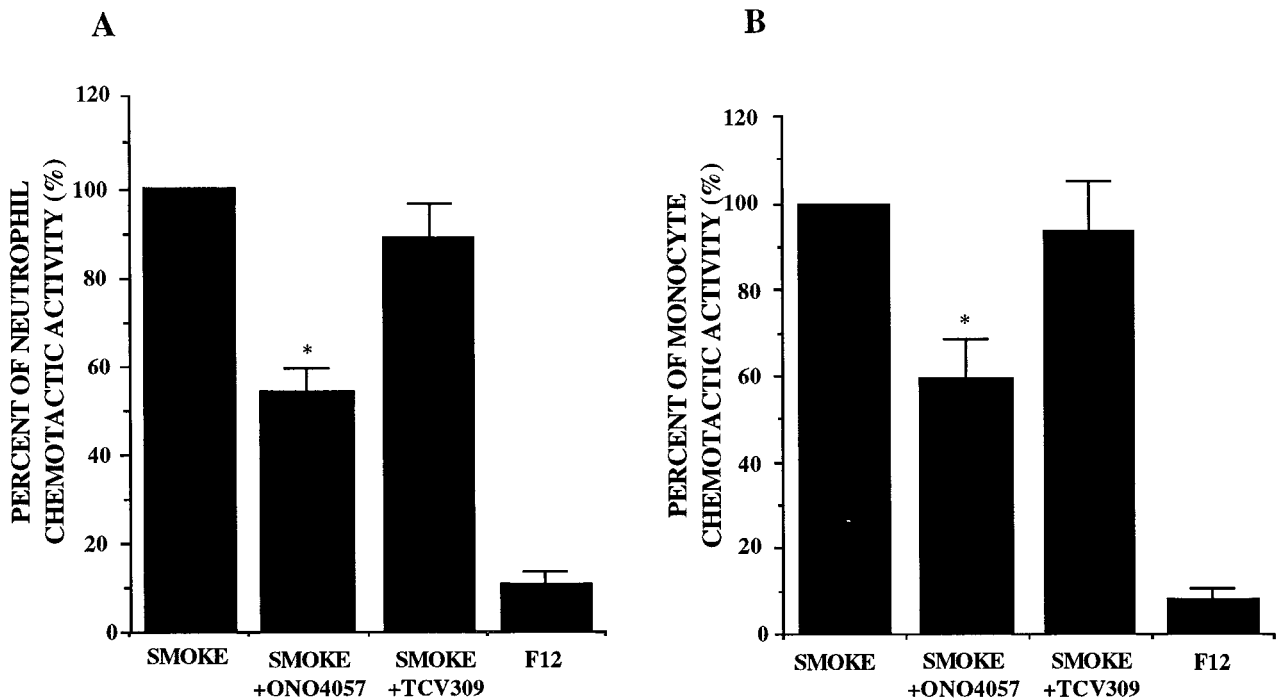 A
PERCENT OF NEUTROPHIL
CHEMOTACTIC ACTIVITY (%)
120
100
80
60
40
20
0
*
SMOKE
SMOKE
+ONO4057
SMOKE
+TCV309
F12
B
PERCENT OF MONOCYTE
CHEMOTACTIC ACTIVITY (%)
120
100
80
60
40
20
0
*
SMOKE
SMOKE
+ONO4057
SMOKE
+TCV309
F12